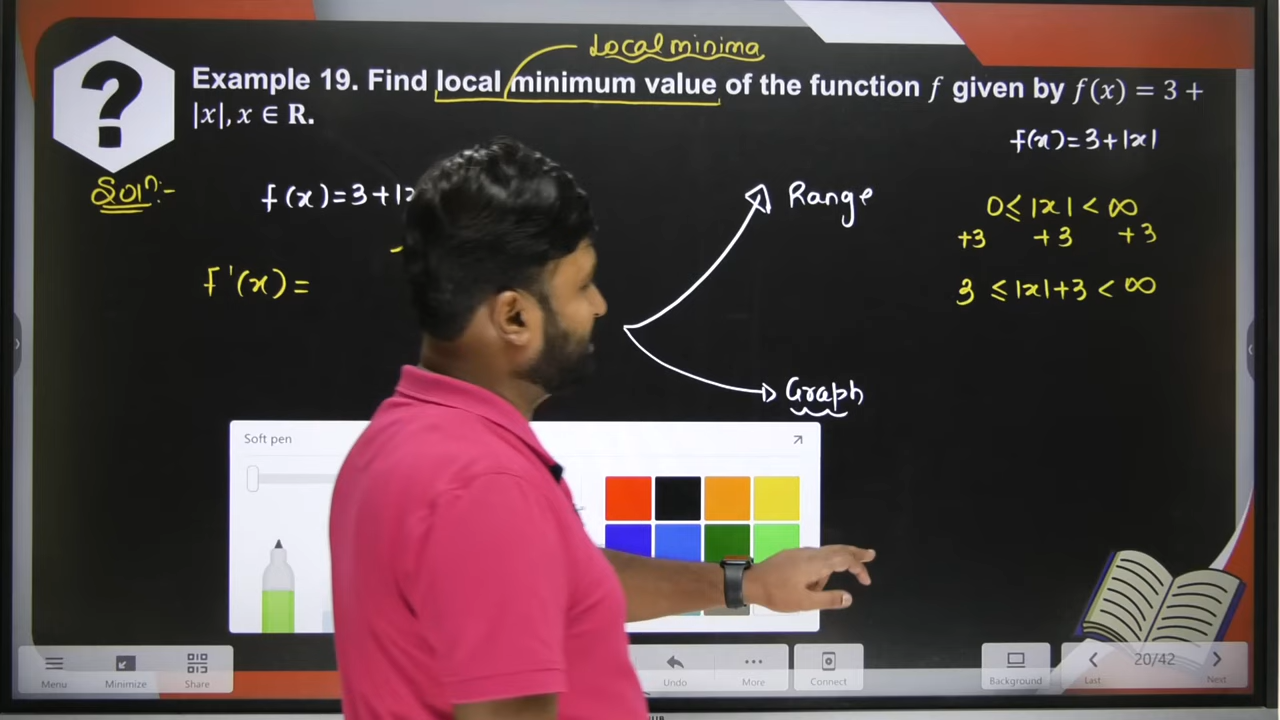 Local minima
Example 19. Find local minimum value of the function f given by f(x) = 3 +
|x|, x ∈ R.
f(x)=3+|x|
Solⁿ:-
f(x)=3+|x
Range
0 ≤ |x| < ∞
+3 +3 +3
f'(x)=
3 ≤ |x|+3 < ∞
Graph
Soft pen
Menu
Minimize
Share
Undo
More
Connect
Background
Last
20/42
Next